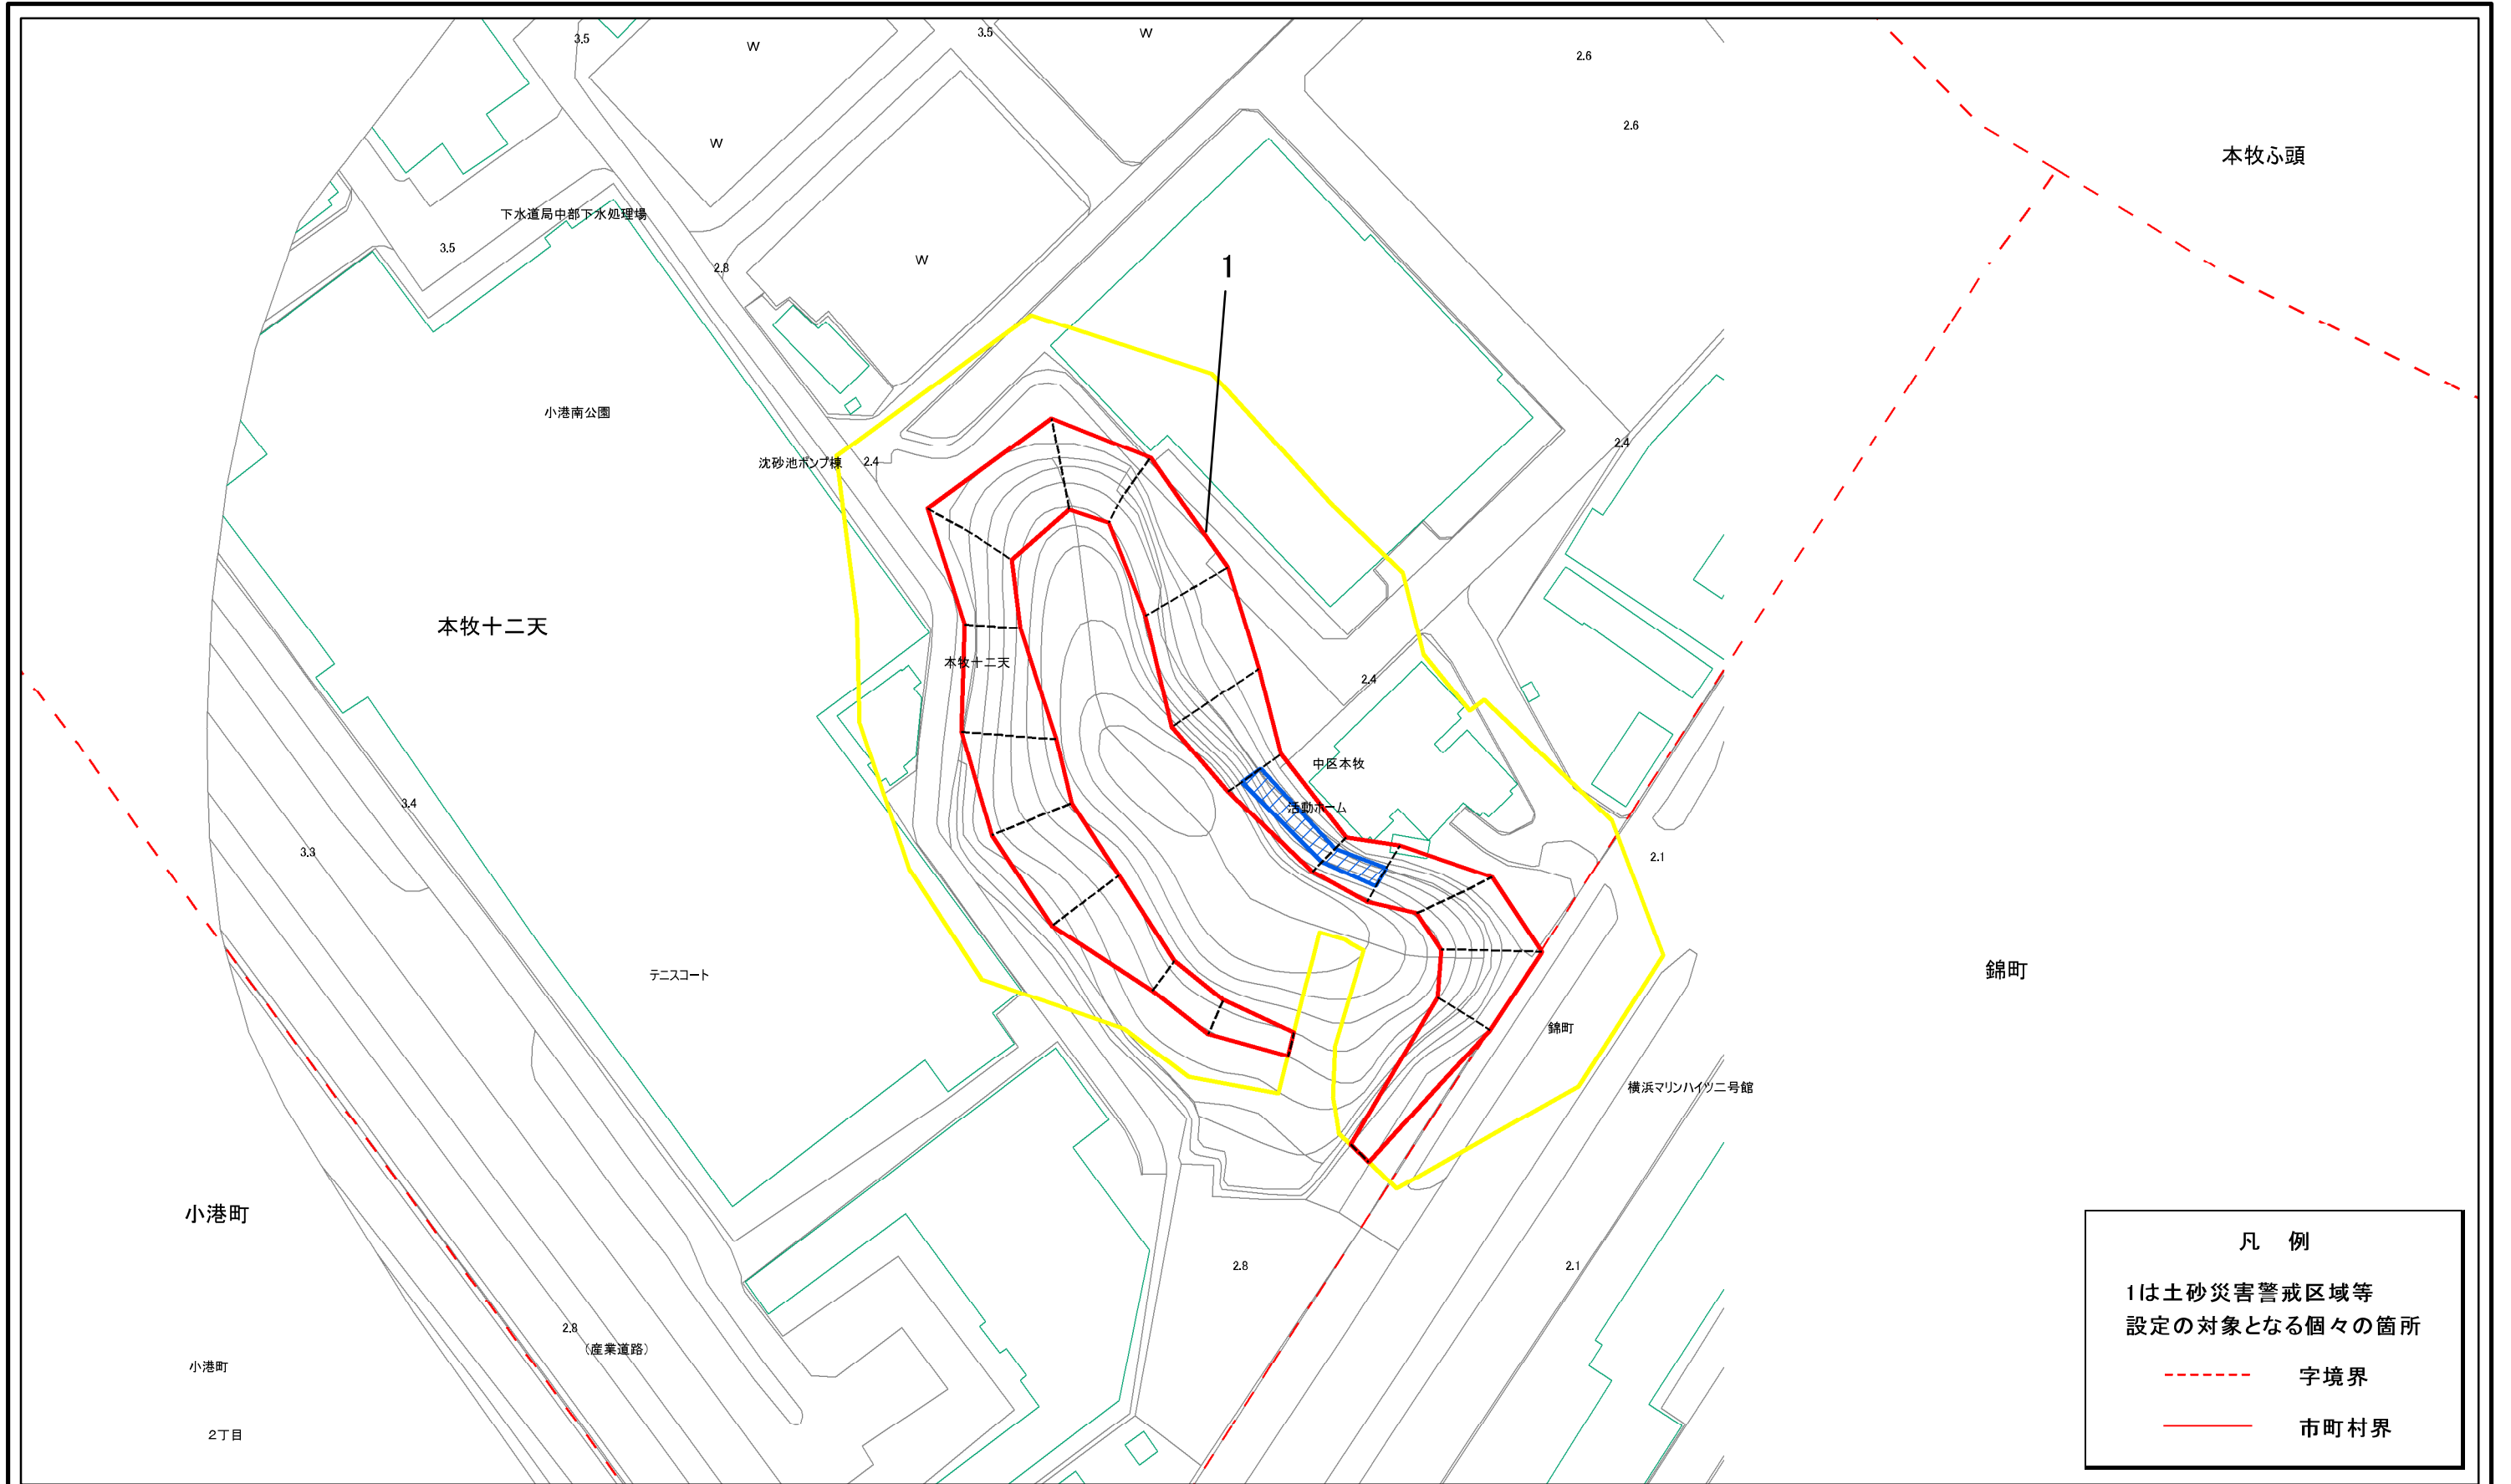 3.5
W
3.5
W
2.6
2.6
本牧ふ頭
W
下水道局中部下水処理場
3.5
2.8
W
1
小港南公園
沈砂池ポンプ棟
2.4
2.4
本牧十二天
本牧十二天
2.4
中区本牧
活動ホーム
3.4
3.3
2.1
テニスコート
錦町
錦町
横浜マリンハイツ二号館
小港町
2.8
2.1
2.8
(産業道路)
小港町
2丁目
凡 例
1は土砂災害警戒区域等
設定の対象となる個々の箇所
字境界
市町村界